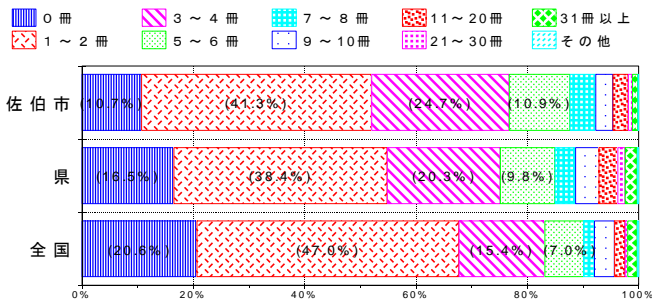 ０冊 ３～４冊 ７～８冊 11～20冊 31冊以上
１～２冊 ５～６冊 ９～10冊 21～30冊 その他
佐伯市 (10.7%) (41.3%) (24.7%) (10.9%)
県 (16.5%) (38.4%) (20.3%) (9.8%)
全国 (20.6%) (47.0%) (15.4%) (7.0%)
0% 20% 40% 60% 80% 100%